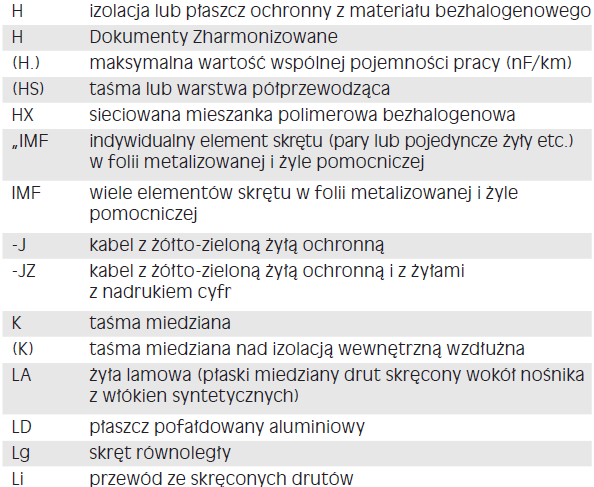 H izolacja lub płaszcz ochronny z materiału bezhalogenowego
H Dokumenty Zharmonizowane
(H.) maksymalna wartość wspólnej pojemności pracy (nF/km)
(HS) taśma lub warstwa półprzewodząca
HX sieciowana mieszanka polimerowa bezhalogenowa
„IMF indywidualny element skrętu (pary lub pojedyncze żyły etc.)
w folii metalizowanej i żyle pomocniczej
IMF wiele elementów skrętu w folii metalizowanej i żyle
pomocniczej
-J kabel z żółto-zieloną żyłą ochronną
-JZ kabel z żółto-zieloną żyłą ochronną i z żyłami
z nadrukiem cyfr
K taśma miedziana
(K) taśma miedziana nad izolacją wewnętrzną wzdłużna
LA żyła lamowa (płaski miedziany drut skręcony wokół nośnika
z włókien syntetycznych)
LD płaszcz pofałdowany aluminiowy
Lg skręt równoległy
Li przewód ze skręconych drutów